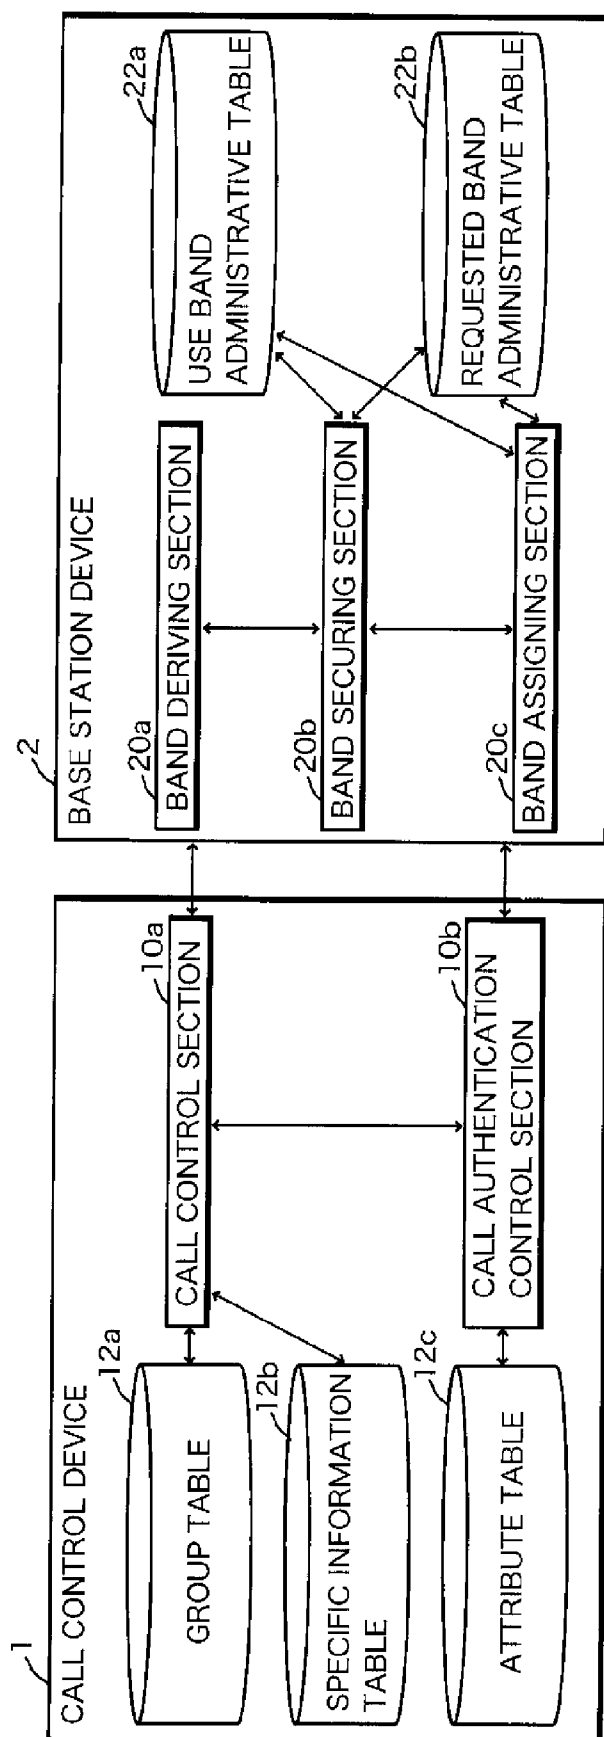 1
CALL CONTROL DEVICE
12a
GROUP TABLE
12b
SPECIFIC INFORMATION
TABLE
12c
ATTRIBUTE TABLE
10a
CALL CONTROL SECTION
10b
CALL AUTHENTICATION
CONTROL SECTION
2
BASE STATION DEVICE
20a
BAND DERIVING SECTION
20b
BAND SECURING SECTION
20c
BAND ASSIGNING SECTION
22a
USE BAND
ADMINISTRATIVE TABLE
22b
REQUESTED BAND
ADMINISTRATIVE TABLE